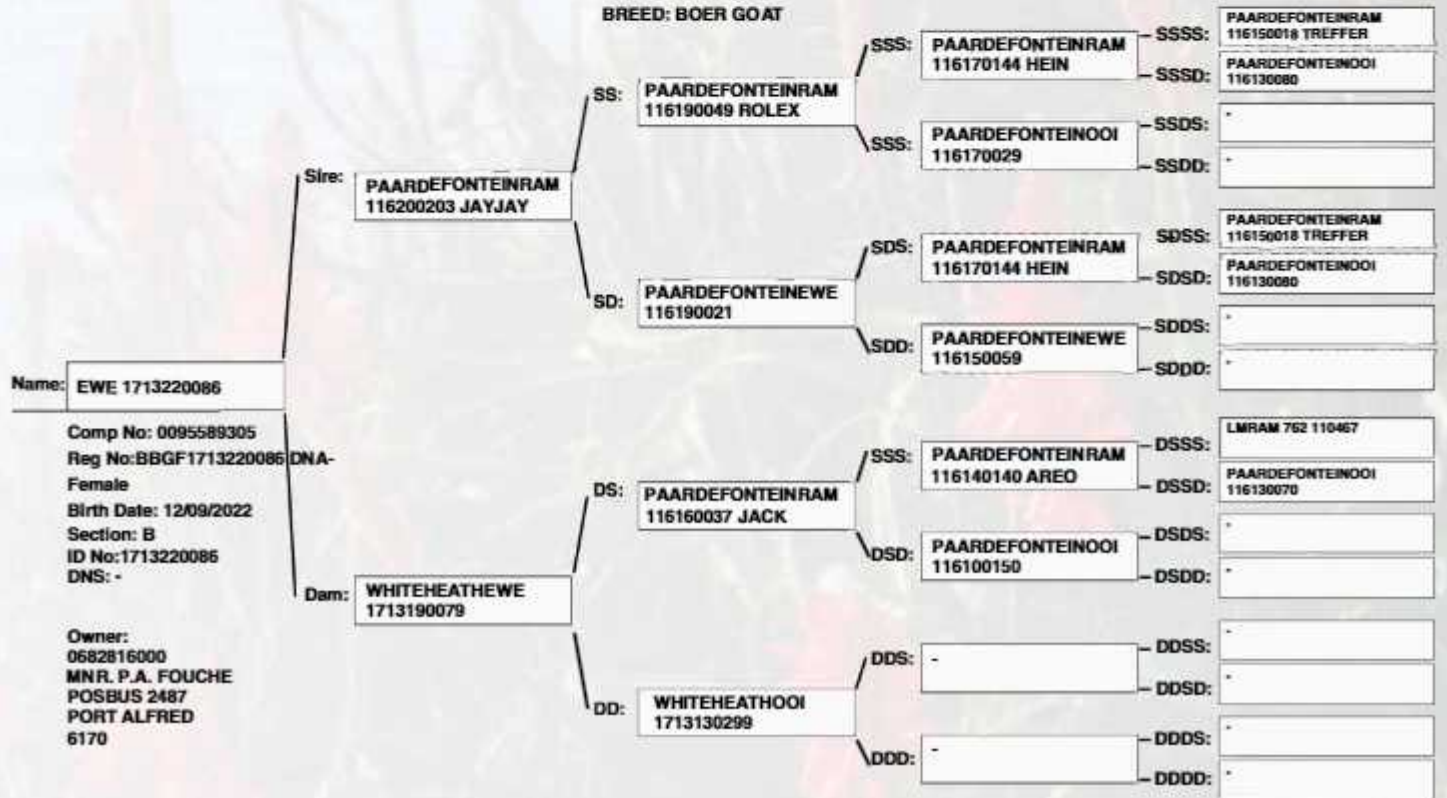 BREED: BOER GOAT
Name: EWE 1713220086
Comp No: 0095589305
Reg No:BBGF1713220086 DNA-
Female
Birth Date: 12/09/2022
Section: B
ID No:1713220086
DNS: -
Owner:
0682816000
MNR. P.A. FOUCHE
POSBUS 2487
PORT ALFRED
6170
Sire: PAARDEFONTEINRAM
116200203 JAYJAY
Dam: WHITEHEATHEWE
1713190079
SS: PAARDEFONTEINRAM
116190049 ROLEX
SD: PAARDEFONTEINEWE
116190021
DS: PAARDEFONTEINRAM
116160037 JACK
DD: WHITEHEATHOOI
1713130299
SSS: PAARDEFONTEINRAM
116170144 HEIN
SSS: PAARDEFONTEINOOI
116170029
SDS: PAARDEFONTEINRAM
116170144 HEIN
SDD: PAARDEFONTEINEWE
116150059
SSS: PAARDEFONTEINRAM
116140140 AREO
DSD: PAARDEFONTEINOOI
116100150
DDS: -
DDD: -
SSSS: PAARDEFONTEINRAM
116150018 TREFFER
SSSD: PAARDEFONTEINOOI
116130080
SSDS: -
SSDD: -
SDSS: PAARDEFONTEINRAM
116150018 TREFFER
SDSD: PAARDEFONTEINOOI
116130080
SDDS: -
SDDD: -
DSSS: LMRAM 762 110467
DSSD: PAARDEFONTEINOOI
116130070
DSDS: -
DSDD: -
DDSS: -
DDSD: -
DDDS: -
DDDD: -